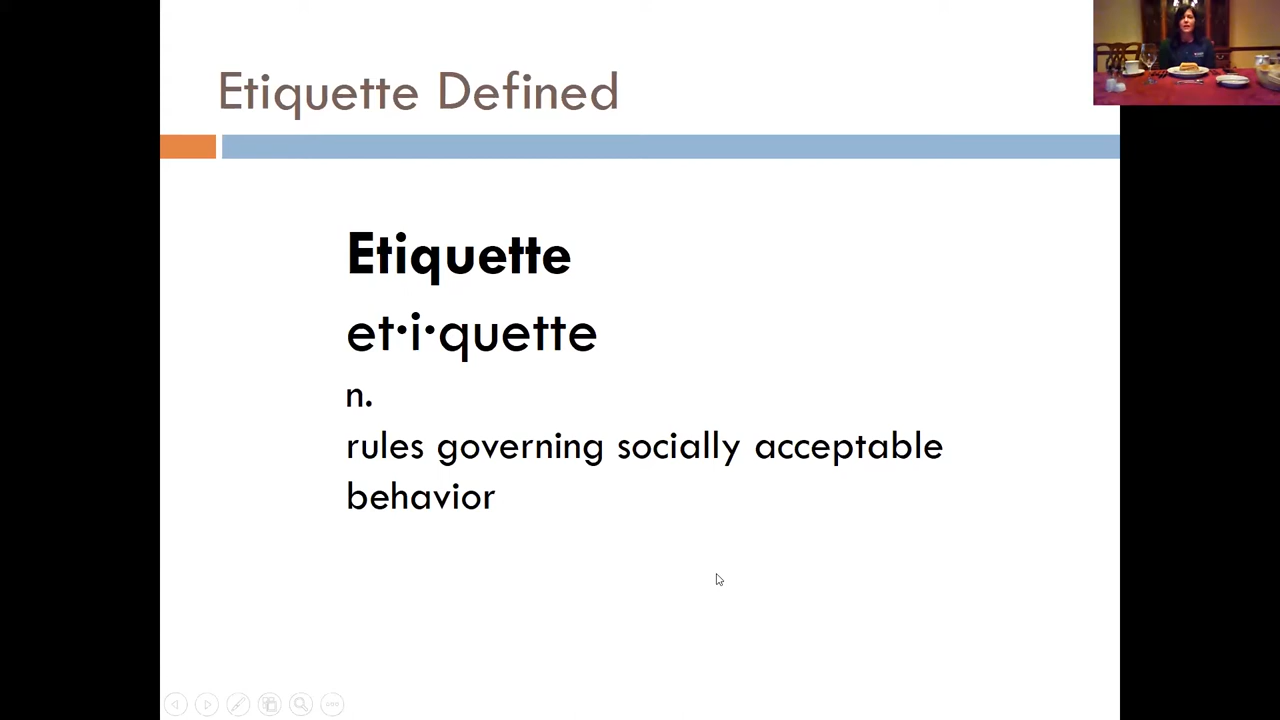 Etiquette Defined
Etiquette
et·i·quette
n.
rules governing socially acceptable
behavior